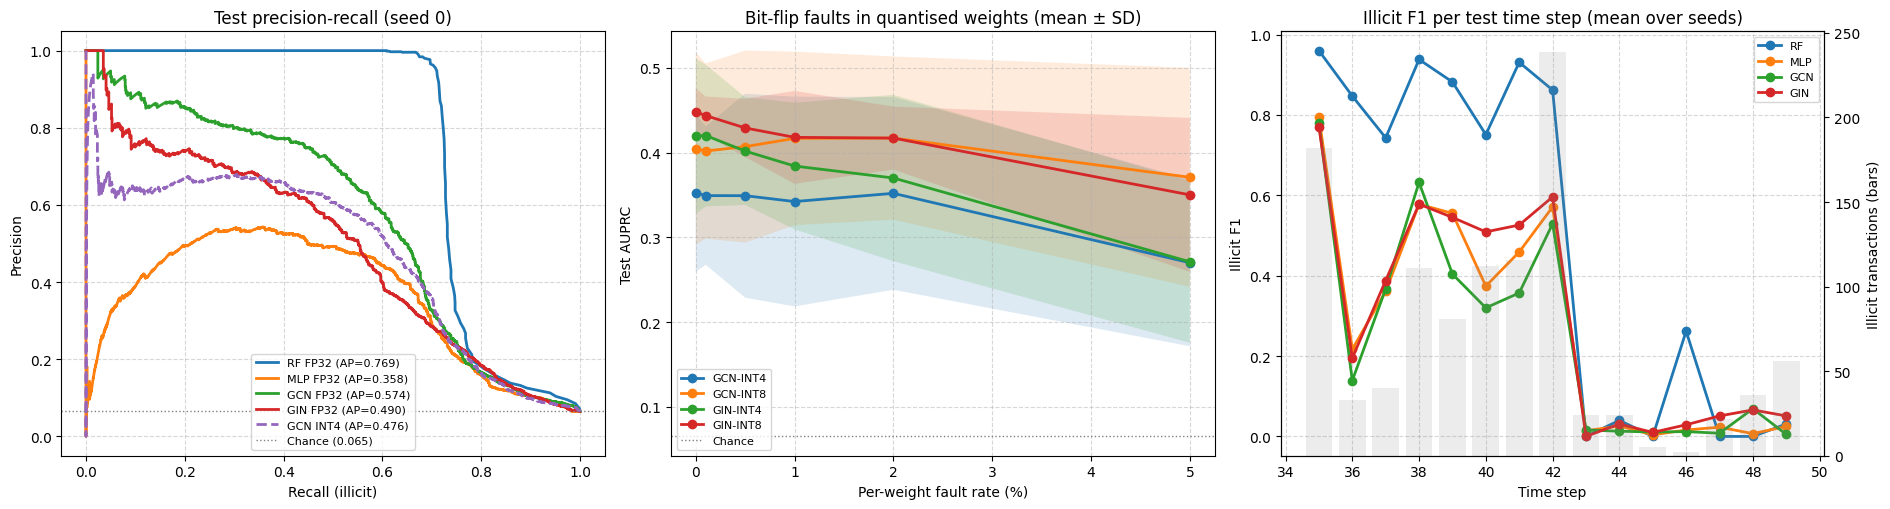 Test precision-recall (seed 0)
Precision
1.0
0.8
0.6
0.4
0.2
0.0
RF FP32 (AP=0.769)
MLP FP32 (AP=0.358)
GCN FP32 (AP=0.574)
GIN FP32 (AP=0.490)
GCN INT4 (AP=0.476)
Chance (0.065)
0.0 0.2 0.4 0.6 0.8 1.0
Recall (illicit)
Bit-flip faults in quantised weights (mean ± SD)
Test AUPRC
0.5
0.4
0.3
0.2
0.1
GCN-INT4
GCN-INT8
GIN-INT4
GIN-INT8
Chance
0 1 2 3 4 5
Per-weight fault rate (%)
Illicit F1 per test time step (mean over seeds)
Illicit F1
1.0
0.8
0.6
0.4
0.2
0.0
RF
MLP
GCN
GIN
250
200
150
100
50
0
Illicit transactions (bars)
34 36 38 40 42 44 46 48 50
Time step